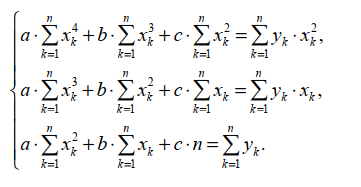 a · ∑_{k=1}^{n} x_k^4 + b · ∑_{k=1}^{n} x_k^3 + c · ∑_{k=1}^{n} x_k^2 = ∑_{k=1}^{n} y_k · x_k^2,
a · ∑_{k=1}^{n} x_k^3 + b · ∑_{k=1}^{n} x_k^2 + c · ∑_{k=1}^{n} x_k = ∑_{k=1}^{n} y_k · x_k,
a · ∑_{k=1}^{n} x_k^2 + b · ∑_{k=1}^{n} x_k + c · n = ∑_{k=1}^{n} y_k.